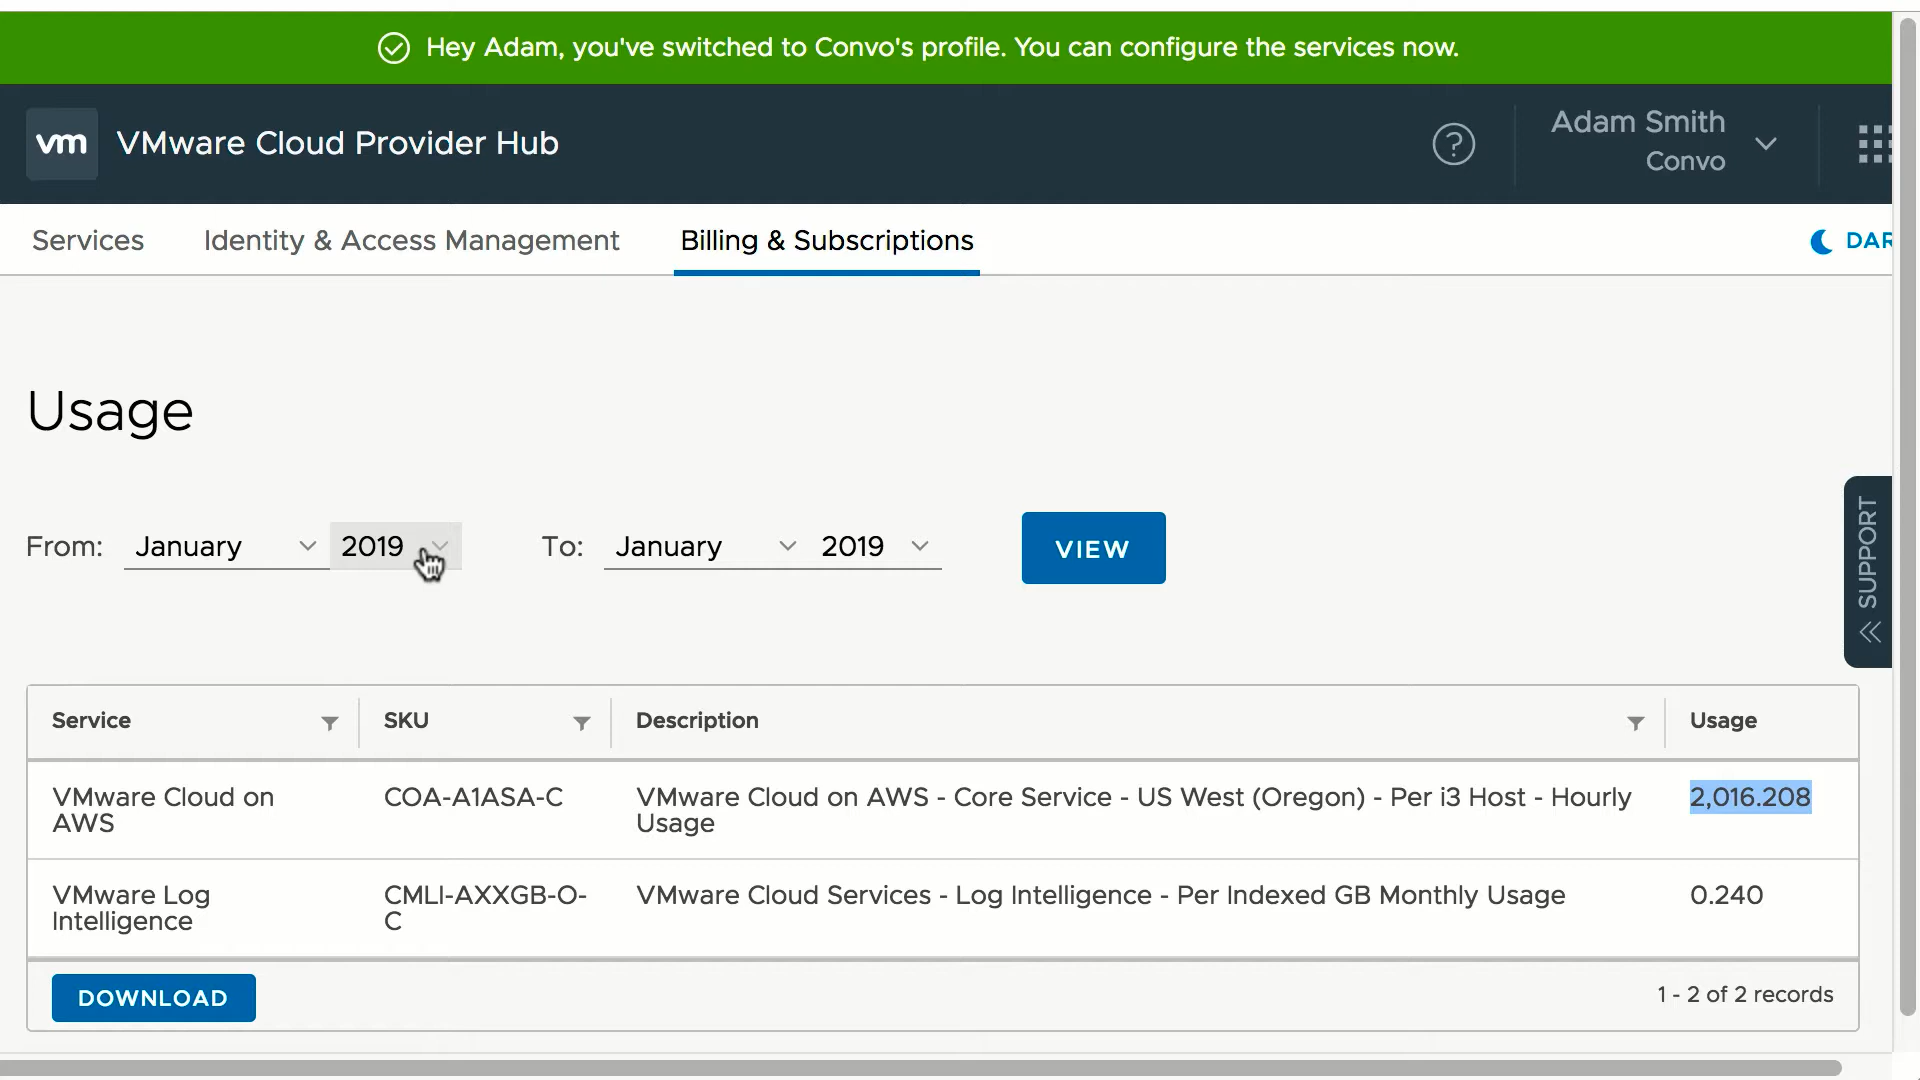 Hey Adam, you've switched to Convo's profile. You can configure the services now.
vm VMware Cloud Provider Hub
Adam Smith
Convo
Services Identity & Access Management Billing & Subscriptions
Usage
From: January 2019 To: January 2019 VIEW
SUPPORT
Service SKU Description Usage
VMware Cloud on COA-A1ASA-C VMware Cloud on AWS - Core Service - US West (Oregon) - Per i3 Host - Hourly 2,016.208
AWS Usage
VMware Log CMLI-AXXGB-O- VMware Cloud Services - Log Intelligence - Per Indexed GB Monthly Usage 0.240
Intelligence C
DOWNLOAD 1 - 2 of 2 records